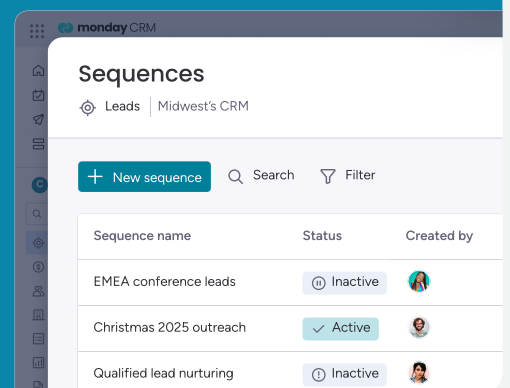 monday CRM
Sequences
Leads Midwest's CRM
New sequence Search Filter
Sequence name Status Created by
EMEA conference leads Inactive
Christmas 2025 outreach Active
Qualified lead nurturing Inactive
C